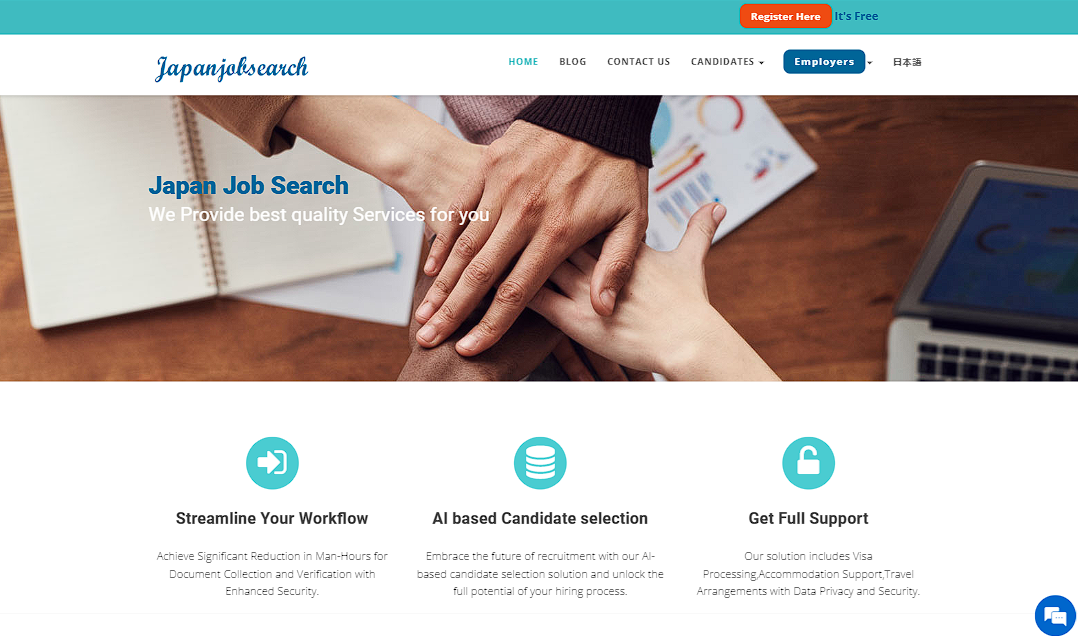 Register Here It's Free
Japanjobsearch
HOME BLOG CONTACT US CANDIDATES Employers 日本語
Japan Job Search
We Provide best quality Services for you
Streamline Your Workflow
Achieve Significant Reduction in Man-Hours for
Document Collection and Verification with
Enhanced Security.
AI based Candidate selection
Embrace the future of recruitment with our AI-
based candidate selection solution and unlock the
full potential of your hiring process.
Get Full Support
Our solution includes Visa
Processing,Accommodation Support,Travel
Arrangements with Data Privacy and Security.